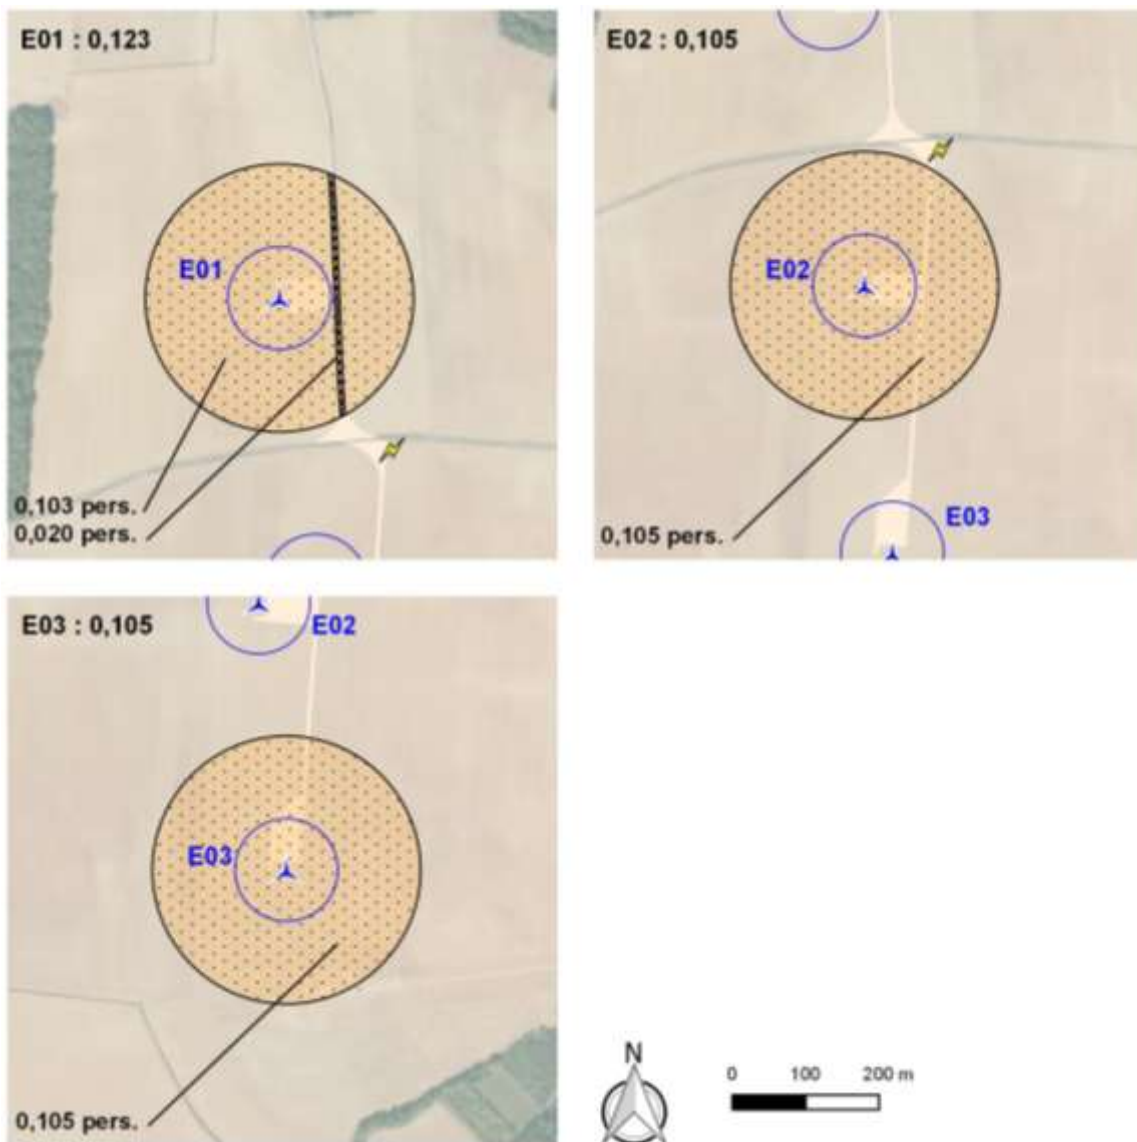 E01 : 0,123
E01
0,103 pers.
0,020 pers.
E02 : 0,105
E02
E03
0,105 pers.
E03 : 0,105
E02
E03
0,105 pers.
N
0 100 200 m